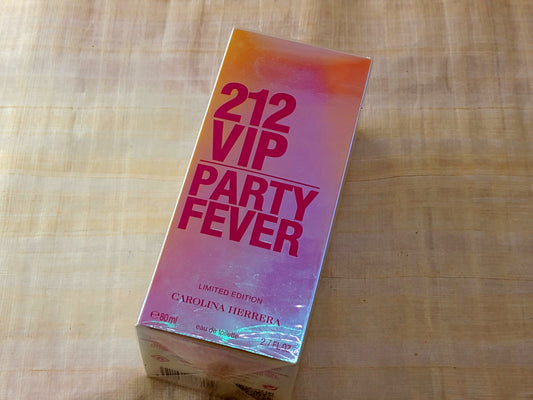 212
VIP
PARTY
FEVER
LIMITED EDITION
CAROLINA HERRERA
℮80ml eau de toilette 2.7 FL.OZ